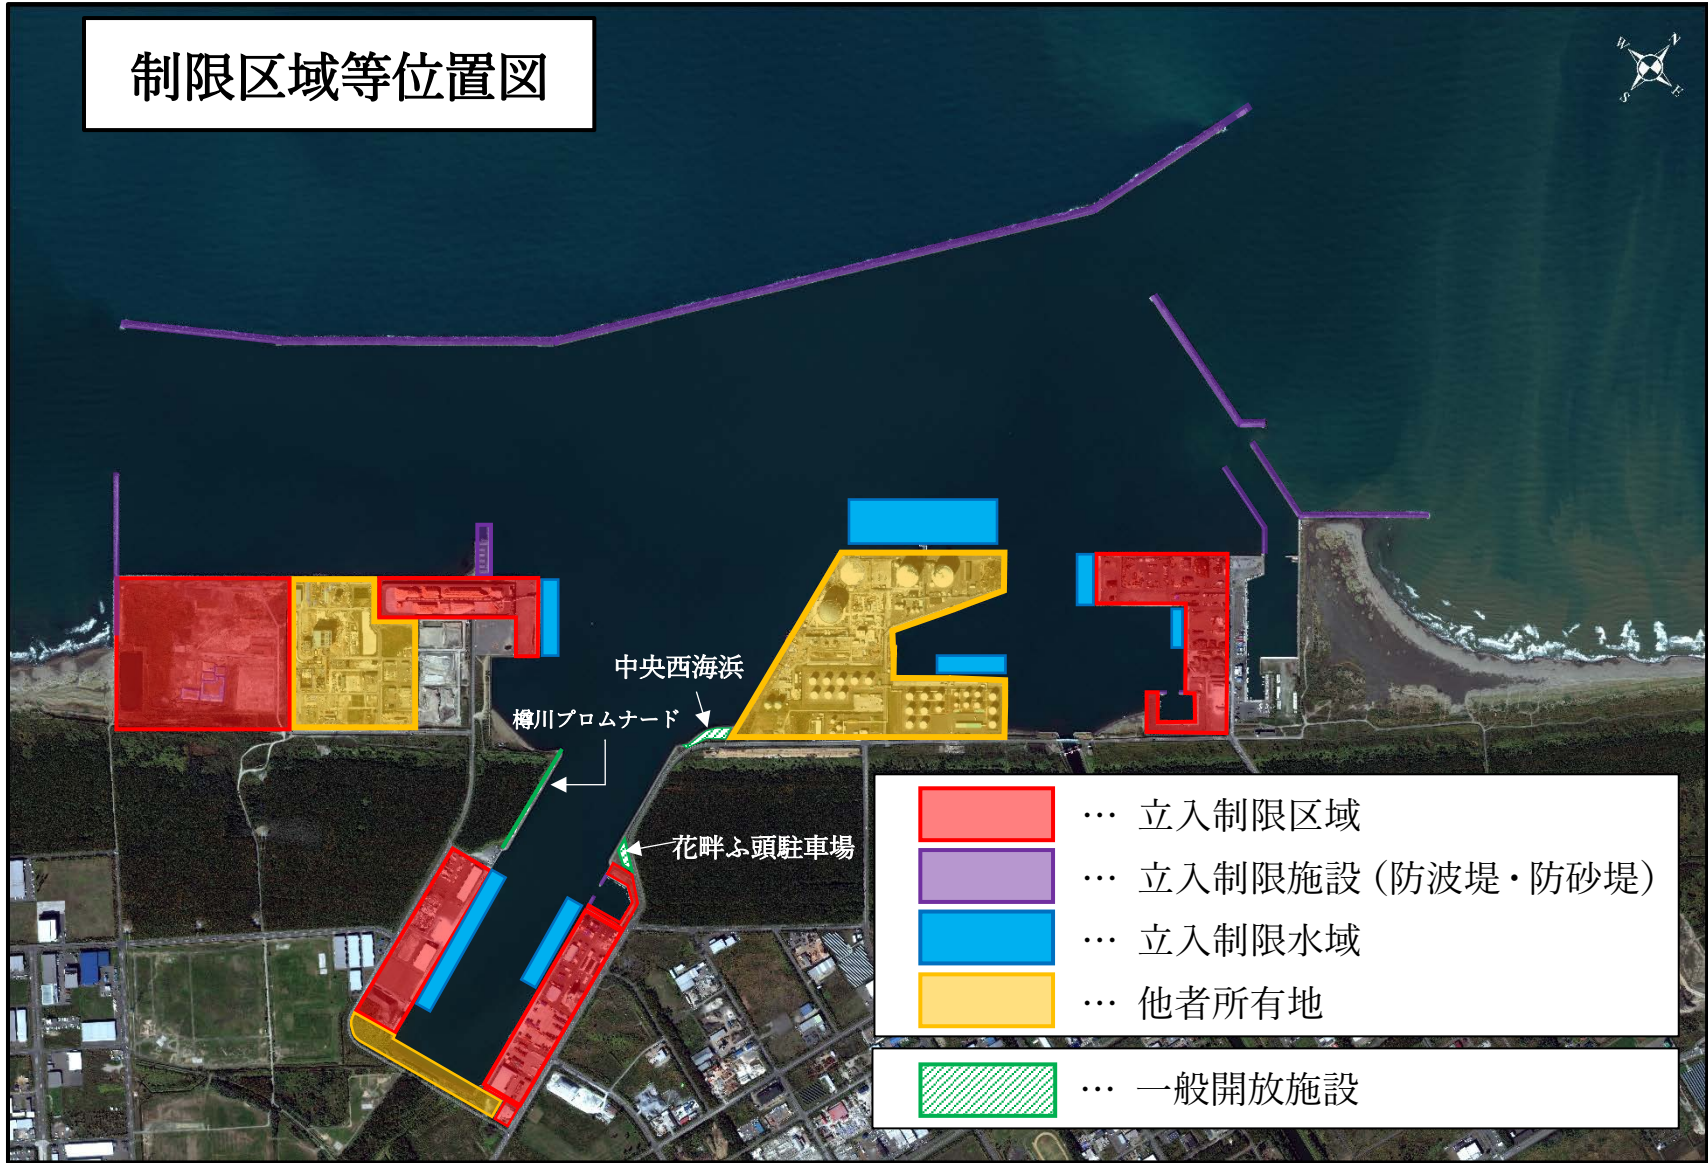 制限区域等位置図
W N
S E
中央西海浜
樽川プロムナード
花畔ふ頭駐車場
… 立入制限区域
… 立入制限施設（防波堤・防砂堤）
… 立入制限水域
… 他者所有地
… 一般開放施設